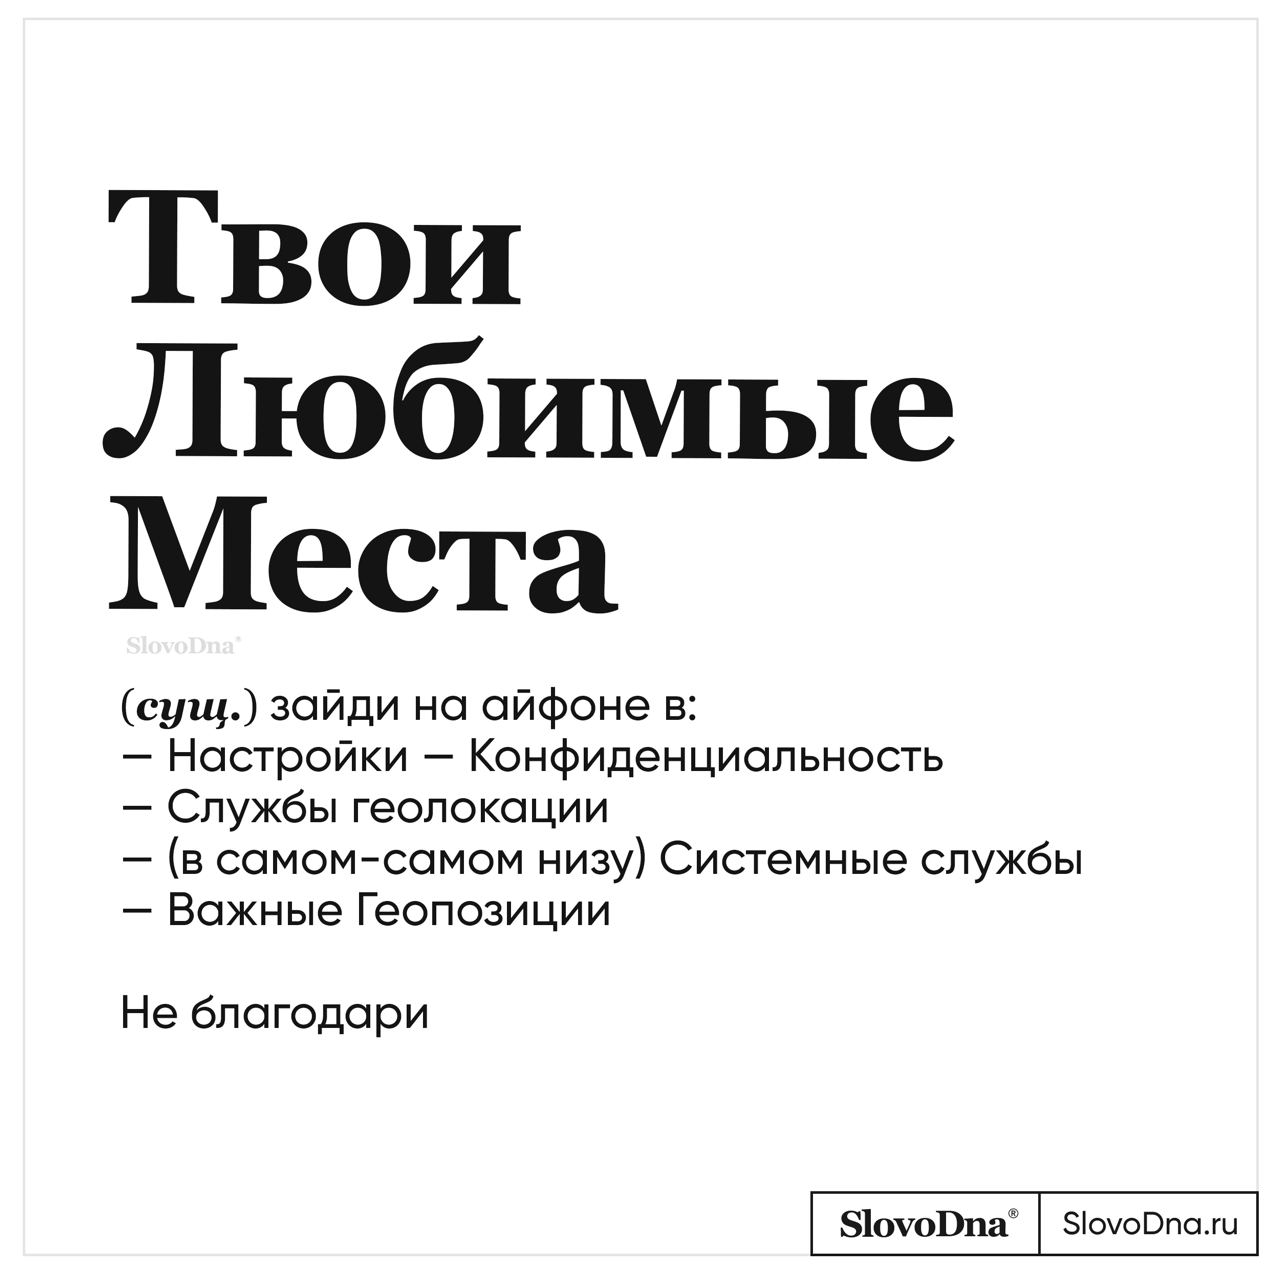 Твои
Любимые
Места
SlovoDna®
(сущ.) зайди на айфоне в:
— Настройки — Конфиденциальность
— Службы геолокации
— (в самом-самом низу) Системные службы
— Важные Геопозиции
Не благодари
SlovoDna® SlovoDna.ru